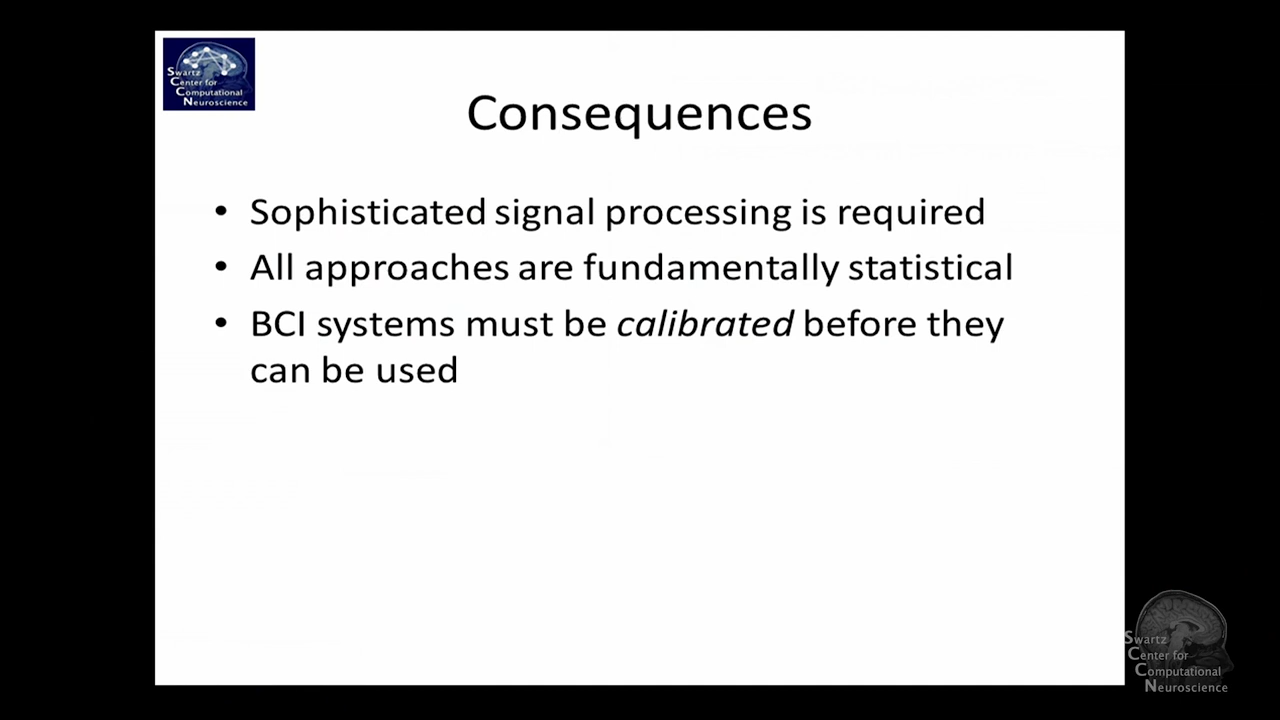 Swartz
Center for
Computational
Neuroscience
Consequences
• Sophisticated signal processing is required
• All approaches are fundamentally statistical
• BCI systems must be calibrated before they
can be used
Swartz
Center for
Computational
Neuroscience